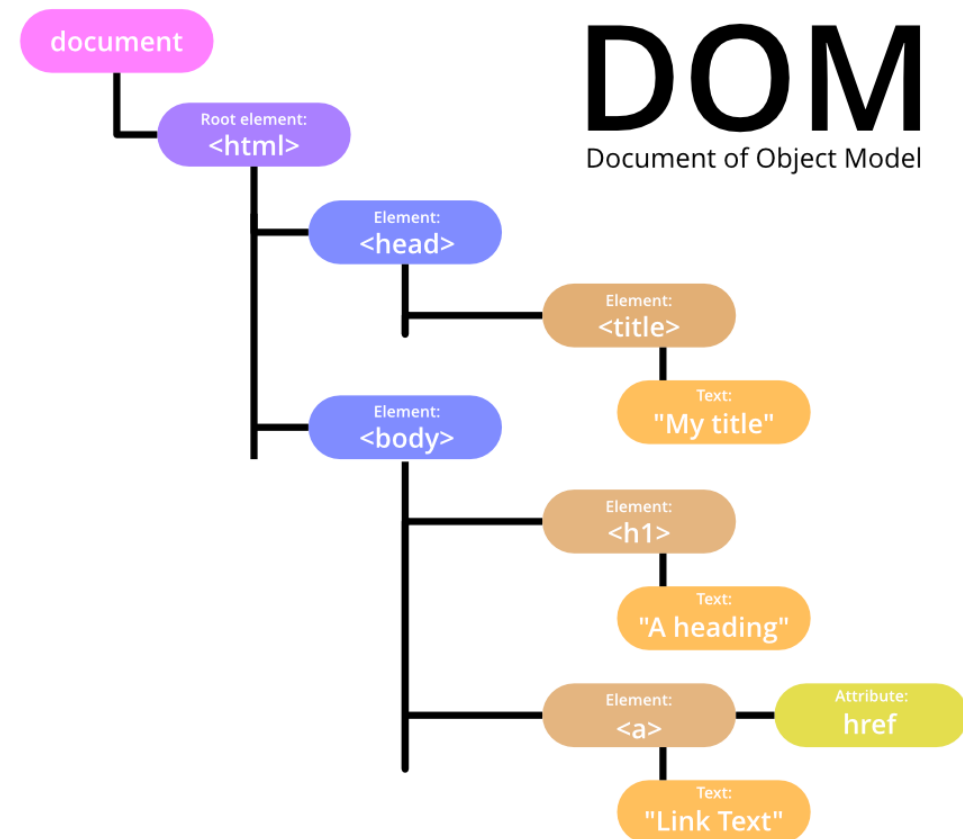 document
DOM
Document of Object Model
Root element:
<html>
Element:
<head>
Element:
<title>
Text:
"My title"
Element:
<body>
Element:
<h1>
Text:
"A heading"
Element:
<a>
Attribute:
href
Text:
"Link Text"